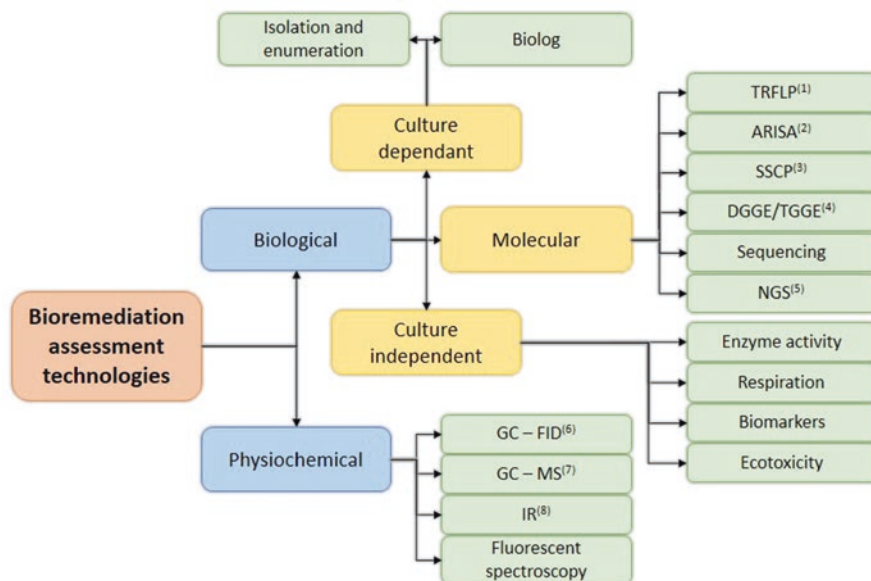 Isolation and
enumeration
Biolog
Culture
dependant
TRFLP(1)
ARISA(2)
SSCP(3)
DGGE/TGGE(4)
Sequencing
NGS(5)
Biological
Molecular
Bioremediation
assessment
technologies
Culture
independent
Enzyme activity
Respiration
Biomarkers
Ecotoxicity
Physiochemical
GC – FID(6)
GC – MS(7)
IR(8)
Fluorescent
spectroscopy